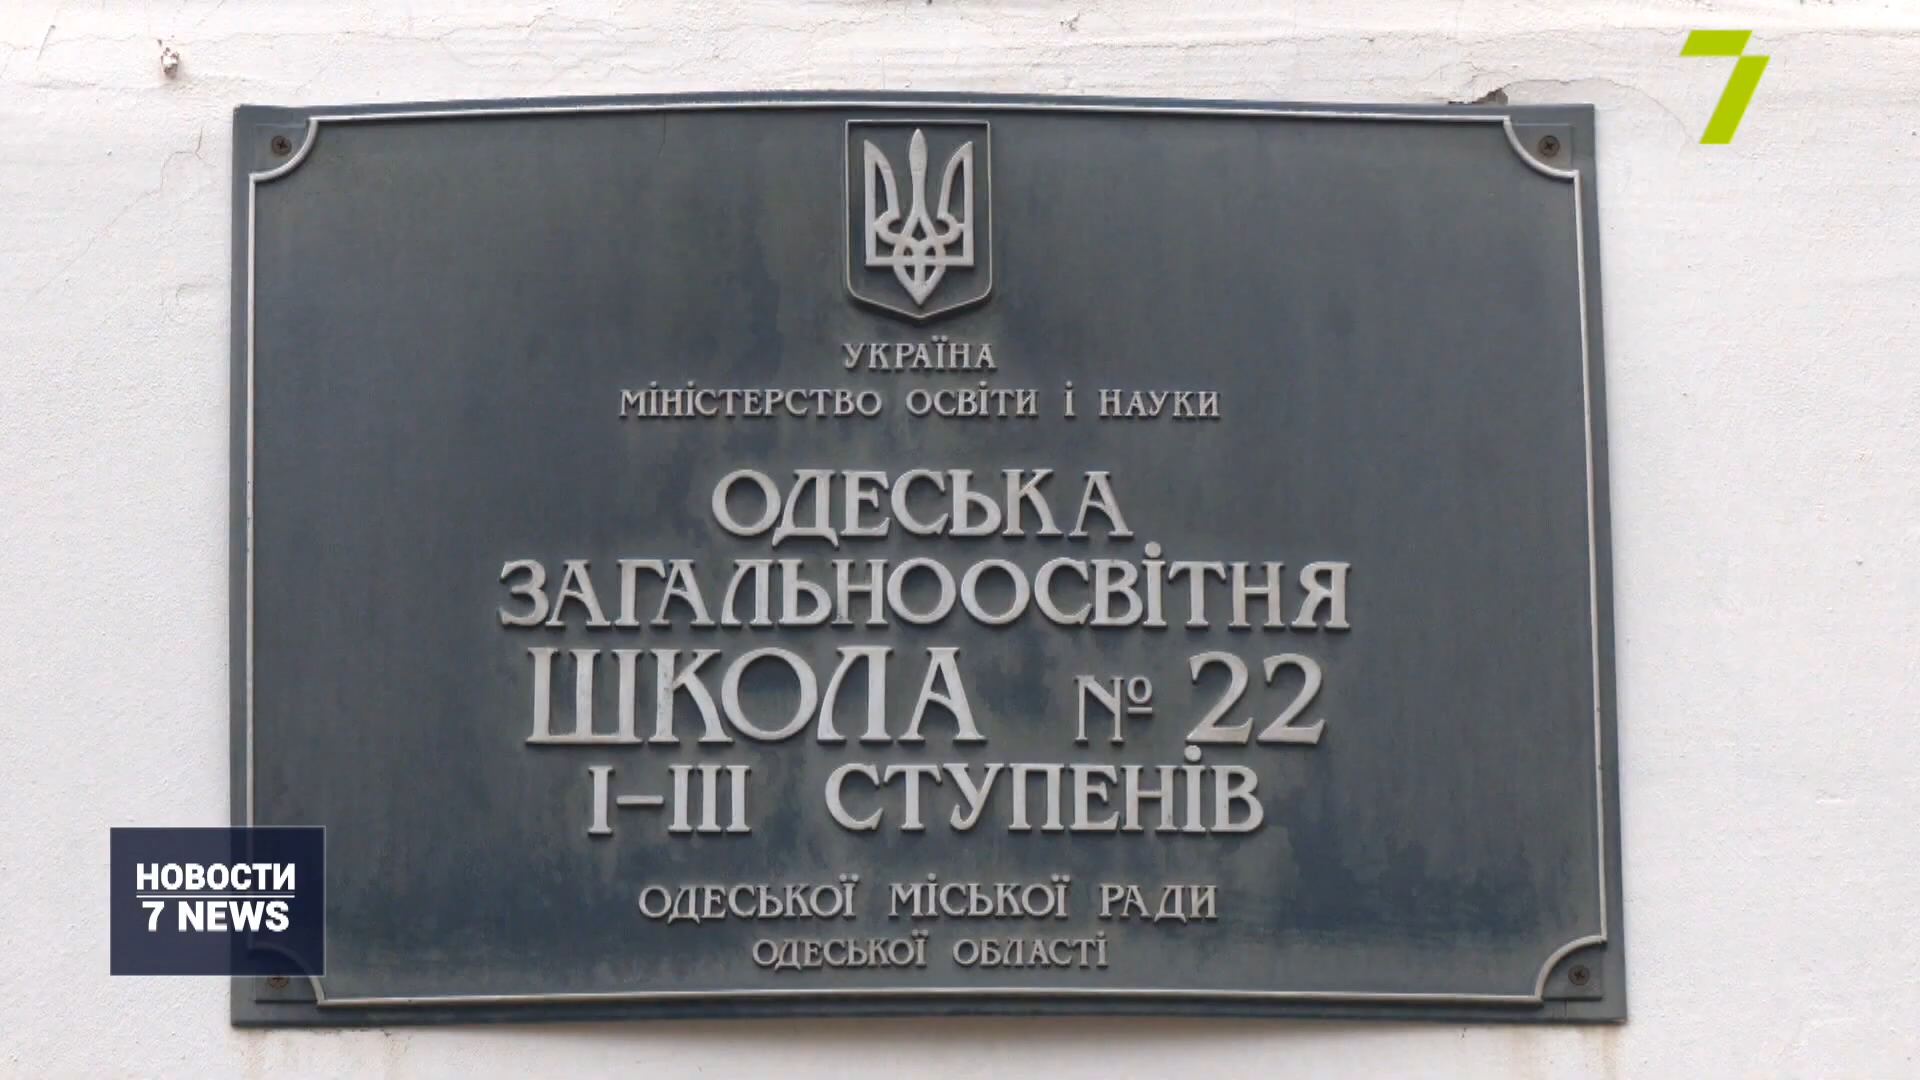 7
УКРАЇНА
МІНІСТЕРСТВО ОСВІТИ І НАУКИ
ОДЕСЬКА
ЗАГАЛЬНООСВІТНЯ
ШКОЛА № 22
І–ІІІ СТУПЕНІВ
ОДЕСЬКОЇ МІСЬКОЇ РАДИ
ОДЕСЬКОЇ ОБЛАСТІ
НОВОСТИ
7 NEWS